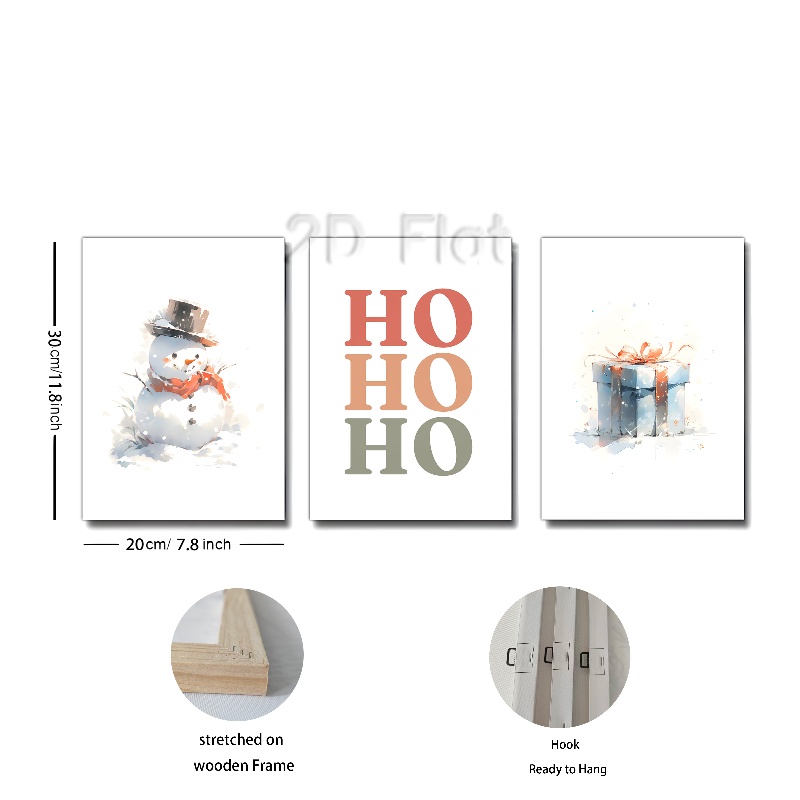 2D Flat
HO
HO
HO
30cm/11.8inch
20cm/ 7.8 inch
stretched on
wooden Frame
Hook
Ready to Hang